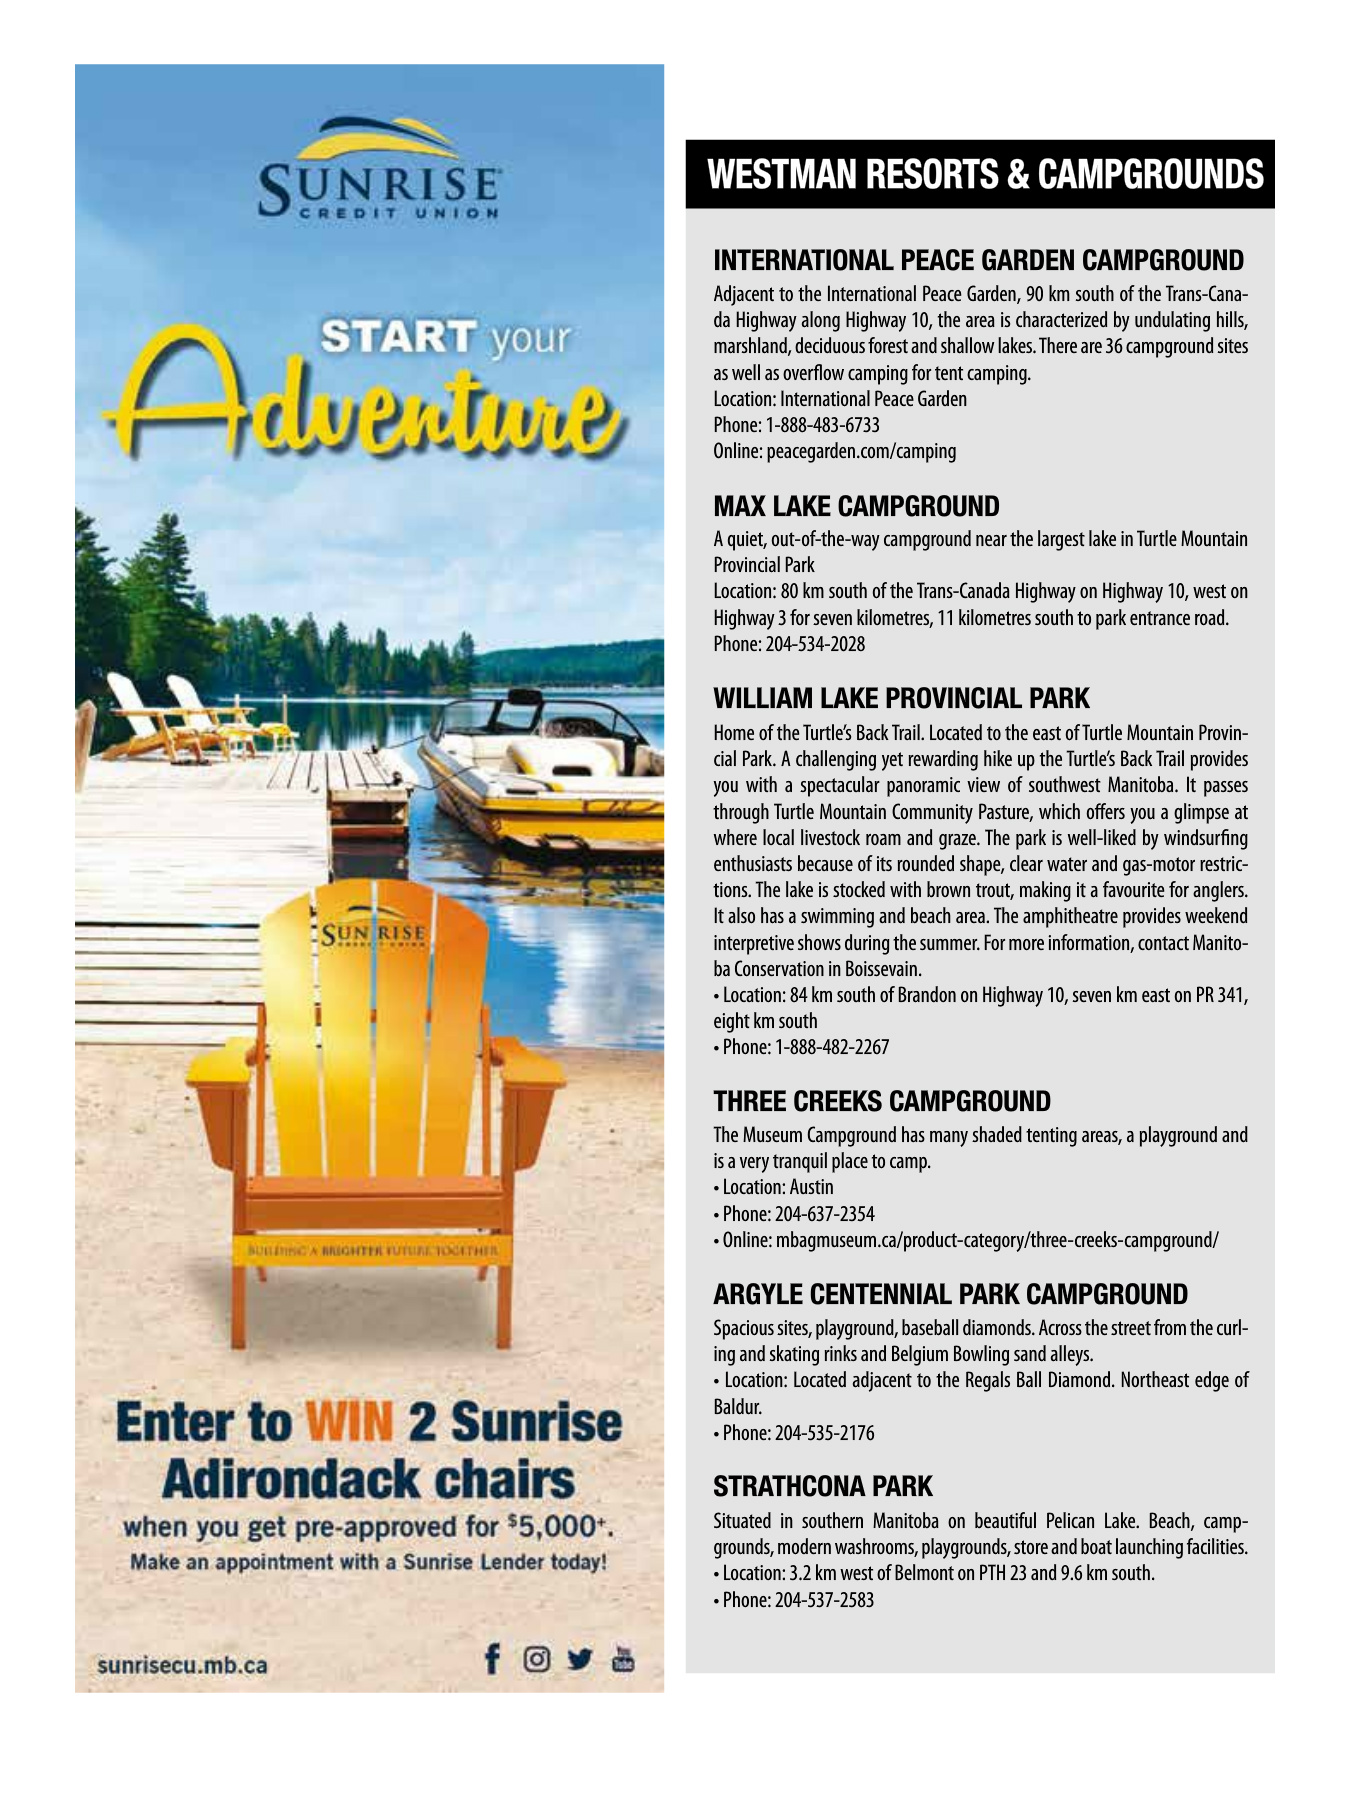 SUNRISE
CREDIT UNION
START your
Adventure
SUNRISE
CREDIT UNION
BUILDING A BRIGHTER FUTURE TOGETHER
Enter to WIN 2 Sunrise
Adirondack chairs
when you get pre-approved for $5,000+.
Make an appointment with a Sunrise Lender today!
sunrisecu.mb.ca
You
Tube
WESTMAN RESORTS & CAMPGROUNDS
INTERNATIONAL PEACE GARDEN CAMPGROUND
Adjacent to the International Peace Garden, 90 km south of the Trans-Cana-
da Highway along Highway 10, the area is characterized by undulating hills,
marshland, deciduous forest and shallow lakes. There are 36 campground sites
as well as overflow camping for tent camping.
Location: International Peace Garden
Phone: 1-888-483-6733
Online: peacegarden.com/camping
MAX LAKE CAMPGROUND
A quiet, out-of-the-way campground near the largest lake in Turtle Mountain
Provincial Park
Location: 80 km south of the Trans-Canada Highway on Highway 10, west on
Highway 3 for seven kilometres, 11 kilometres south to park entrance road.
Phone: 204-534-2028
WILLIAM LAKE PROVINCIAL PARK
Home of the Turtle’s Back Trail. Located to the east of Turtle Mountain Provin-
cial Park. A challenging yet rewarding hike up the Turtle’s Back Trail provides
you with a spectacular panoramic view of southwest Manitoba. It passes
through Turtle Mountain Community Pasture, which offers you a glimpse at
where local livestock roam and graze. The park is well-liked by windsurfing
enthusiasts because of its rounded shape, clear water and gas-motor restric-
tions. The lake is stocked with brown trout, making it a favourite for anglers.
It also has a swimming and beach area. The amphitheatre provides weekend
interpretive shows during the summer. For more information, contact Manito-
ba Conservation in Boissevain.
• Location: 84 km south of Brandon on Highway 10, seven km east on PR 341,
eight km south
• Phone: 1-888-482-2267
THREE CREEKS CAMPGROUND
The Museum Campground has many shaded tenting areas, a playground and
is a very tranquil place to camp.
• Location: Austin
• Phone: 204-637-2354
• Online: mbagmuseum.ca/product-category/three-creeks-campground/
ARGYLE CENTENNIAL PARK CAMPGROUND
Spacious sites, playground, baseball diamonds. Across the street from the curl-
ing and skating rinks and Belgium Bowling sand alleys.
• Location: Located adjacent to the Regals Ball Diamond. Northeast edge of
Baldur.
• Phone: 204-535-2176
STRATHCONA PARK
Situated in southern Manitoba on beautiful Pelican Lake. Beach, camp-
grounds, modern washrooms, playgrounds, store and boat launching facilities.
• Location: 3.2 km west of Belmont on PTH 23 and 9.6 km south.
• Phone: 204-537-2583